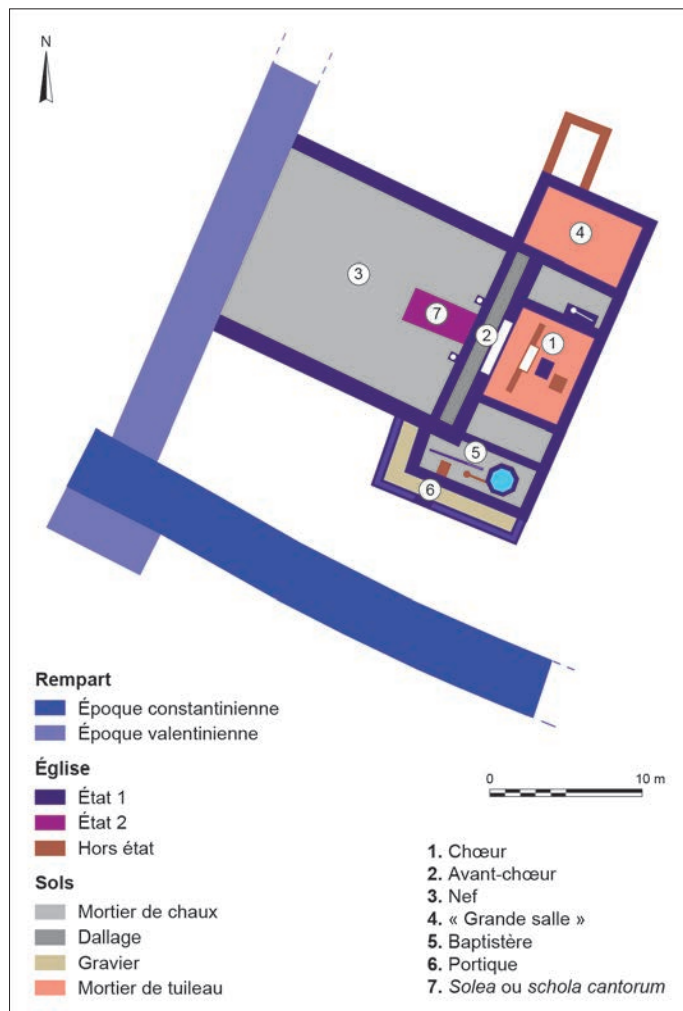 N
4
3
7
2
1
5
6
Rempart
Époque constantinienne
Époque valentinienne
Église
État 1
État 2
Hors état
Sols
Mortier de chaux
Dallage
Gravier
Mortier de tuileau
0 10 m
1. Chœur
2. Avant-chœur
3. Nef
4. « Grande salle »
5. Baptistère
6. Portique
7. Solea ou schola cantorum